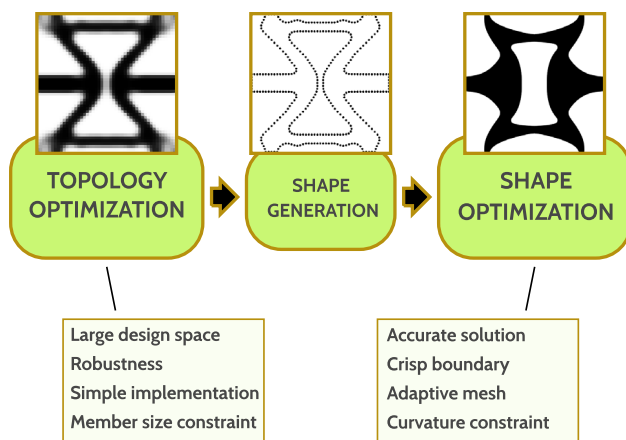 TOPOLOGY
OPTIMIZATION
SHAPE
GENERATION
SHAPE
OPTIMIZATION
Large design space
Robustness
Simple implementation
Member size constraint
Accurate solution
Crisp boundary
Adaptive mesh
Curvature constraint